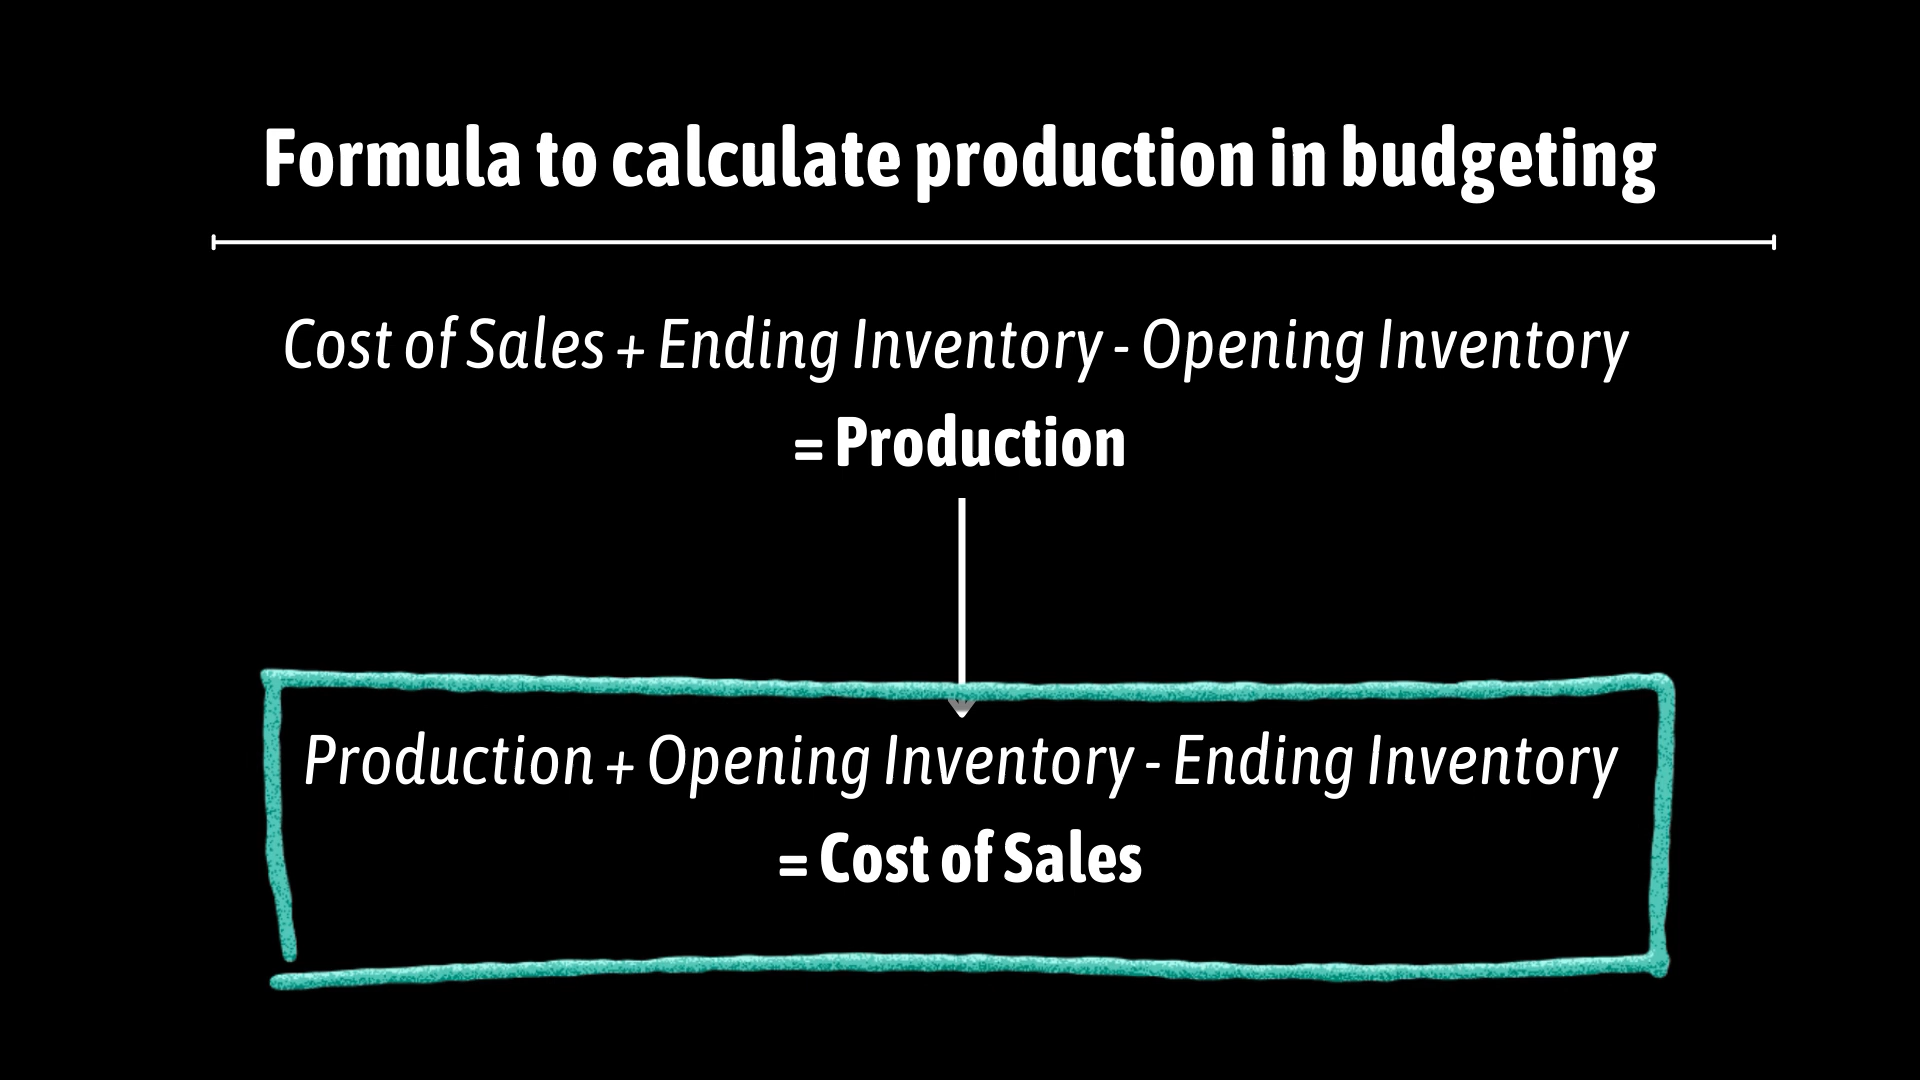 Formula to calculate production in budgeting
Cost of Sales + Ending Inventory - Opening Inventory
= Production
Production + Opening Inventory - Ending Inventory
= Cost of Sales